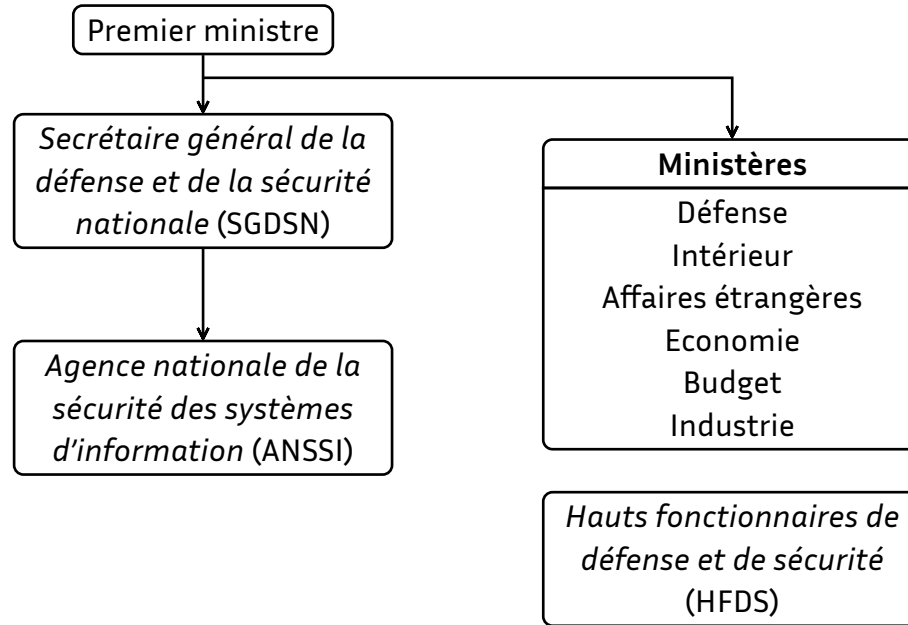 Premier ministre
Secrétaire général de la
défense et de la sécurité
nationale (SGDSN)
Agence nationale de la
sécurité des systèmes
d'information (ANSSI)
Ministères
Défense
Intérieur
Affaires étrangères
Economie
Budget
Industrie
Hauts fonctionnaires de
défense et de sécurité
(HFDS)